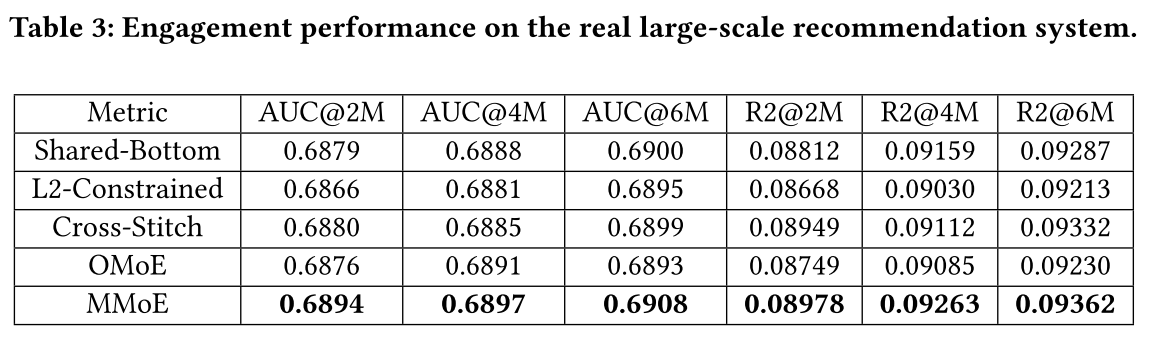 Table 3: Engagement performance on the real large-scale recommendation system.
Metric AUC@2M AUC@4M AUC@6M R2@2M R2@4M R2@6M
Shared-Bottom 0.6879 0.6888 0.6900 0.08812 0.09159 0.09287
L2-Constrained 0.6866 0.6881 0.6895 0.08668 0.09030 0.09213
Cross-Stitch 0.6880 0.6885 0.6899 0.08949 0.09112 0.09332
OMoE 0.6876 0.6891 0.6893 0.08749 0.09085 0.09230
MMoE 0.6894 0.6897 0.6908 0.08978 0.09263 0.09362